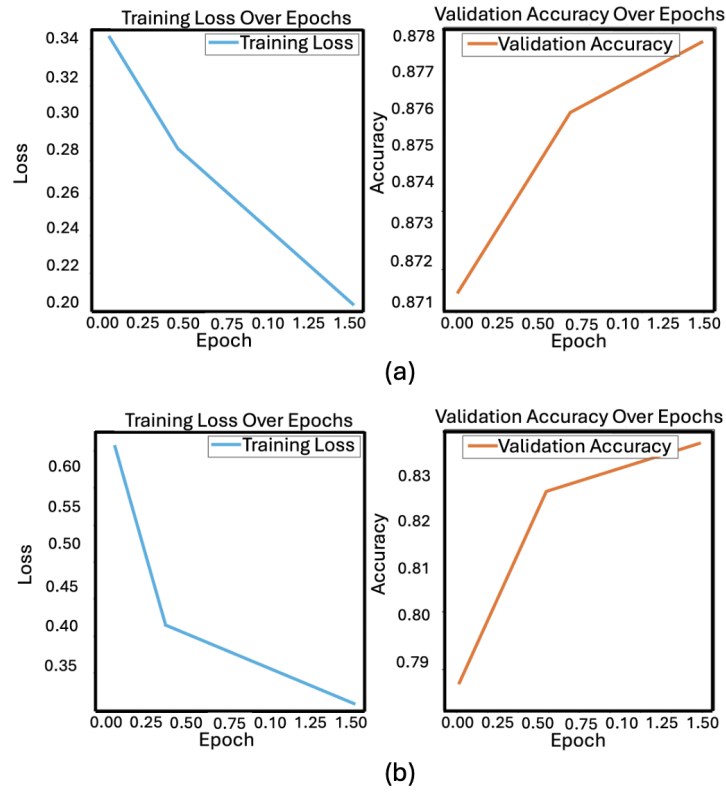 Training Loss Over Epochs
Training Loss
0.34
0.32
0.30
0.28
0.26
0.24
0.22
0.20
Loss
0.00 0.25 0.50 0.75 0.10 1.25 1.50
Epoch
Validation Accuracy Over Epochs
Validation Accuracy
0.878
0.877
0.876
0.875
0.874
0.873
0.872
0.871
Accuracy
0.00 0.25 0.50 0.75 0.10 1.25 1.50
Epoch
(a)
Training Loss Over Epochs
Training Loss
0.60
0.55
0.50
0.45
0.40
0.35
Loss
0.00 0.25 0.50 0.75 0.10 1.25 1.50
Epoch
Validation Accuracy Over Epochs
Validation Accuracy
0.83
0.82
0.81
0.80
0.79
Accuracy
0.00 0.25 0.50 0.75 0.10 1.25 1.50
Epoch
(b)